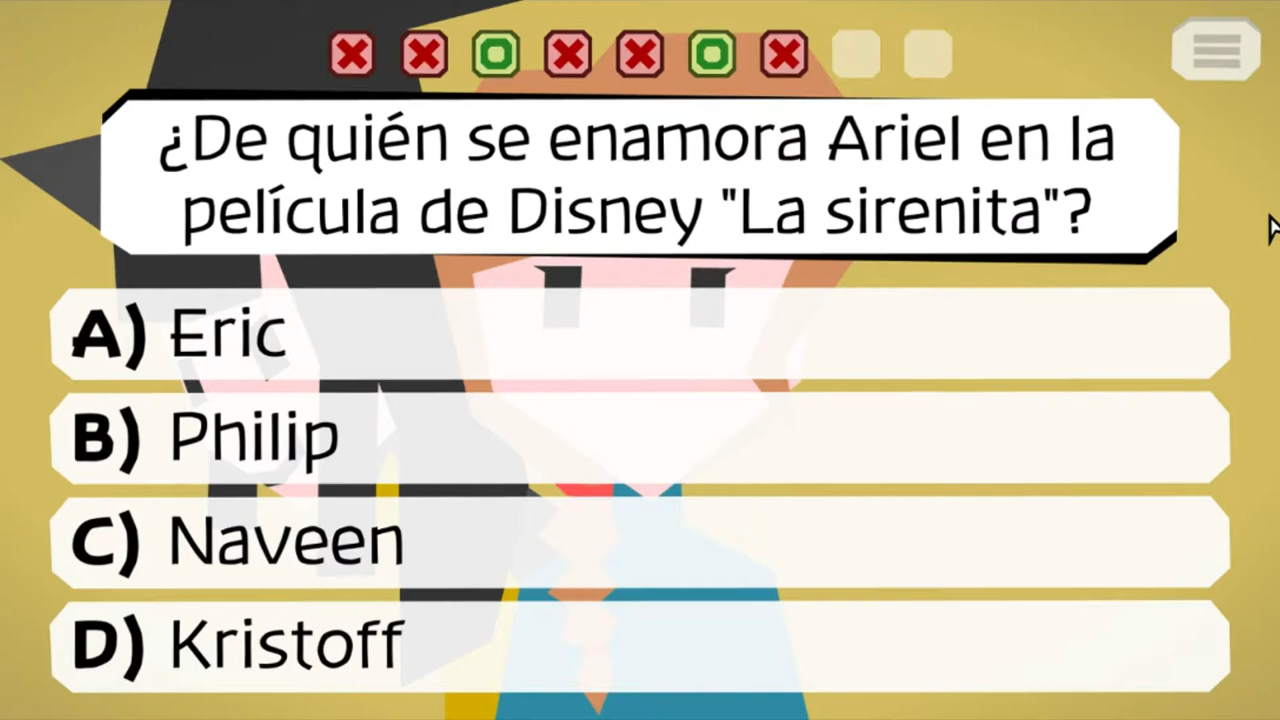 ¿De quién se enamora Ariel en la
película de Disney "La sirenita"?
A) Eric
B) Philip
C) Naveen
D) Kristoff